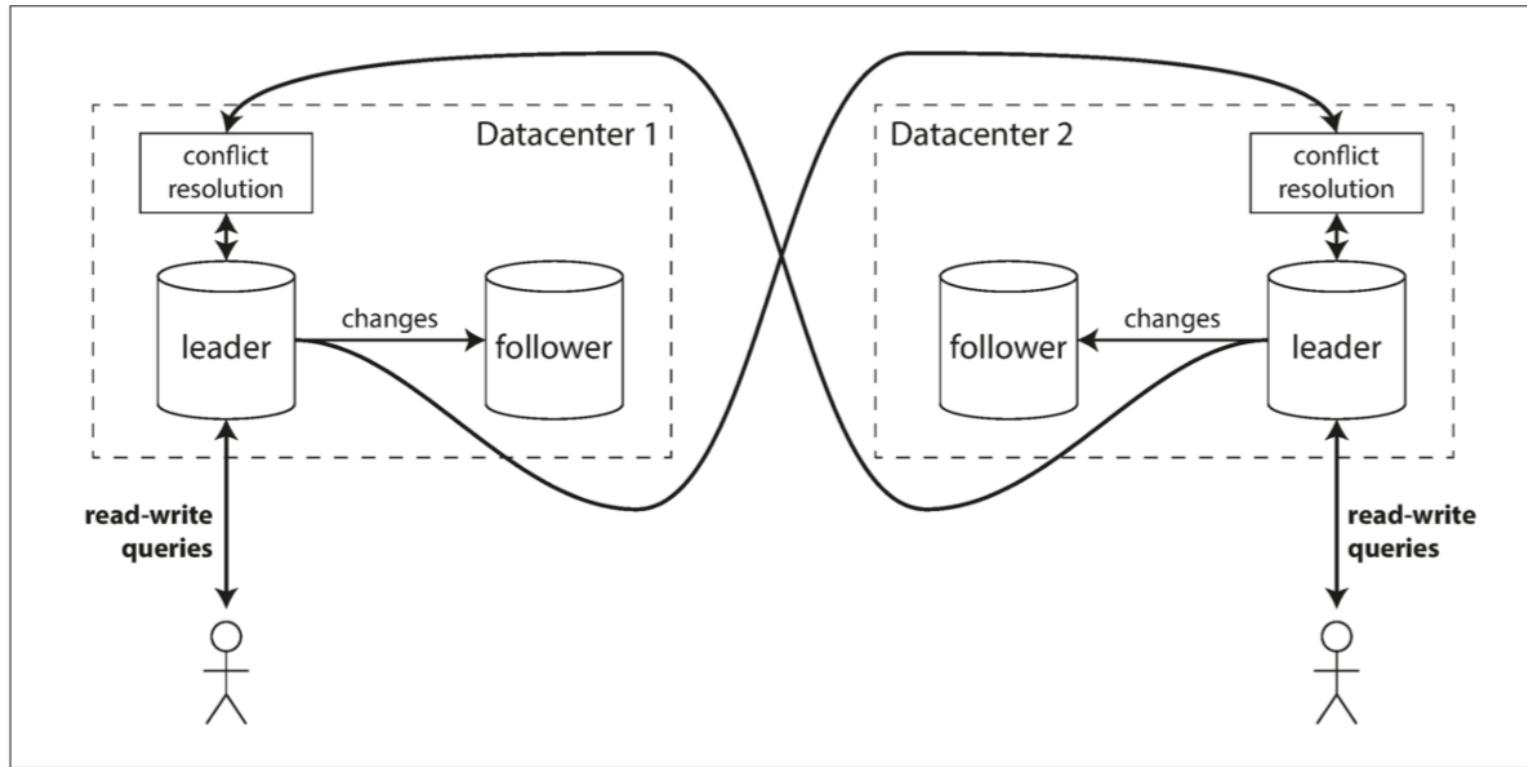 Datacenter 1
conflict
resolution
changes
leader
follower
read-write
queries
Datacenter 2
conflict
resolution
changes
follower
leader
read-write
queries